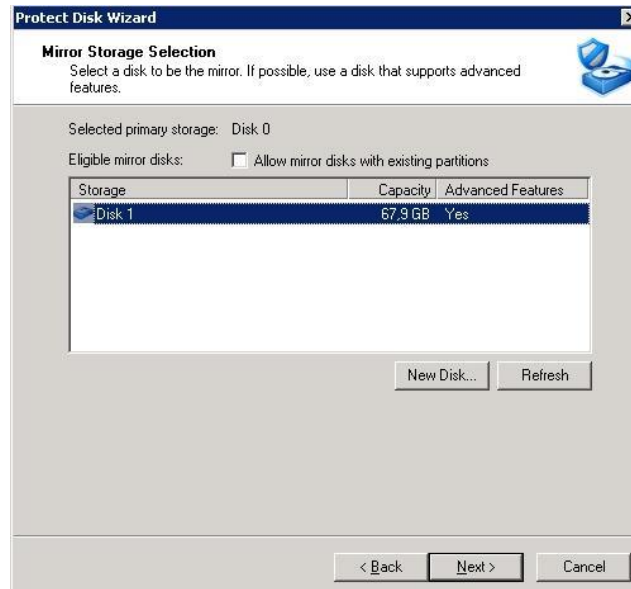 Protect Disk Wizard
Mirror Storage Selection
Select a disk to be the mirror. If possible, use a disk that supports advanced
features.
Selected primary storage: Disk 0
Eligible mirror disks: Allow mirror disks with existing partitions
Storage Capacity Advanced Features
Disk 1 67,9 GB Yes
New Disk... Refresh
< Back Next > Cancel